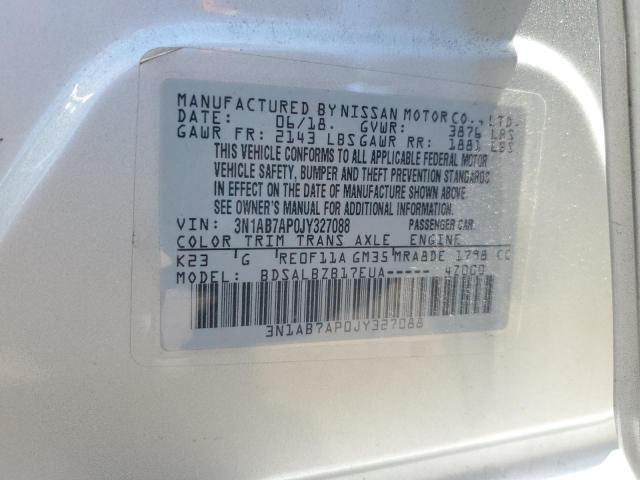 MANUFACTURED BY NISSAN MOTOR CO., LTD.
DATE: 06/18. GVWR: 3876 LBS
GAWR FR: 2143 LBS GAWR RR: 1881 LBS
THIS VEHICLE CONFORMS TO ALL APPLICABLE FEDERAL MOTOR
VEHICLE SAFETY, BUMPER AND THEFT PREVENTION STANDARDS
IN EFFECT ON THE DATE OF MANUFACTURE SHOWN ABOVE.
SEE OWNER'S MANUAL FOR ADDITIONAL INFORMATION
VIN: 3N1AB7AP0JY327088 PASSENGER CAR
COLOR TRIM TRANS AXLE ENGINE
K23 G RE0F11A GM35 MRA8DE 1798 CC
MODEL: BDSALBZB17EUA----- 4Z0G0
3N1AB7AP0JY327088